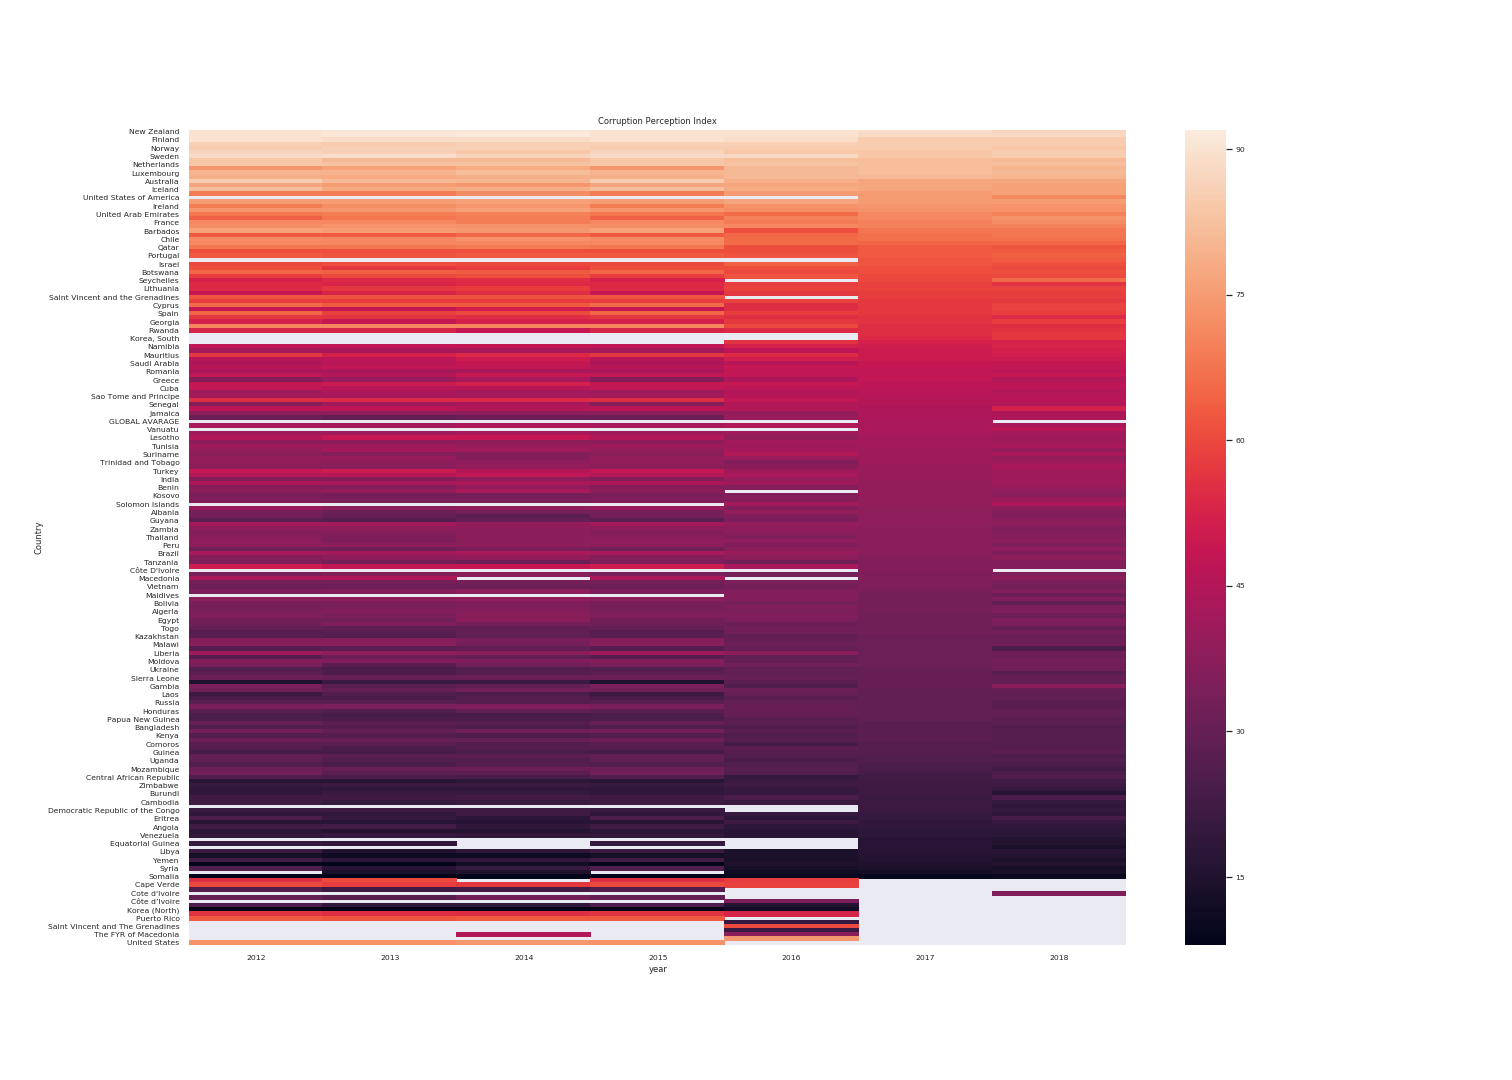 Corruption Perception Index
New Zealand
Finland
Norway
Sweden
Netherlands
Luxembourg
Australia
Iceland
United States of America
Ireland
United Arab Emirates
France
Barbados
Chile
Qatar
Portugal
Israel
Botswana
Seychelles
Lithuania
Saint Vincent and the Grenadines
Cyprus
Spain
Georgia
Rwanda
Korea, South
Namibia
Mauritius
Saudi Arabia
Romania
Greece
Cuba
Sao Tome and Principe
Senegal
Jamaica
GLOBAL AVARAGE
Vanuatu
Lesotho
Tunisia
Suriname
Trinidad and Tobago
Turkey
India
Benin
Kosovo
Solomon Islands
Albania
Guyana
Zambia
Thailand
Peru
Brazil
Tanzania
Côte D'Ivoire
Macedonia
Vietnam
Maldives
Bolivia
Algeria
Egypt
Togo
Kazakhstan
Malawi
Liberia
Moldova
Ukraine
Sierra Leone
Gambia
Laos
Russia
Honduras
Papua New Guinea
Bangladesh
Kenya
Comoros
Guinea
Uganda
Mozambique
Central African Republic
Zimbabwe
Burundi
Cambodia
Democratic Republic of the Congo
Eritrea
Angola
Venezuela
Equatorial Guinea
Libya
Yemen
Syria
Somalia
Cape Verde
Cote d'Ivoire
Côte d'Ivoire
Korea (North)
Puerto Rico
Saint Vincent and The Grenadines
The FYR of Macedonia
United States
Country
2012 2013 2014 2015 2016 2017 2018
year
90
75
60
45
30
15